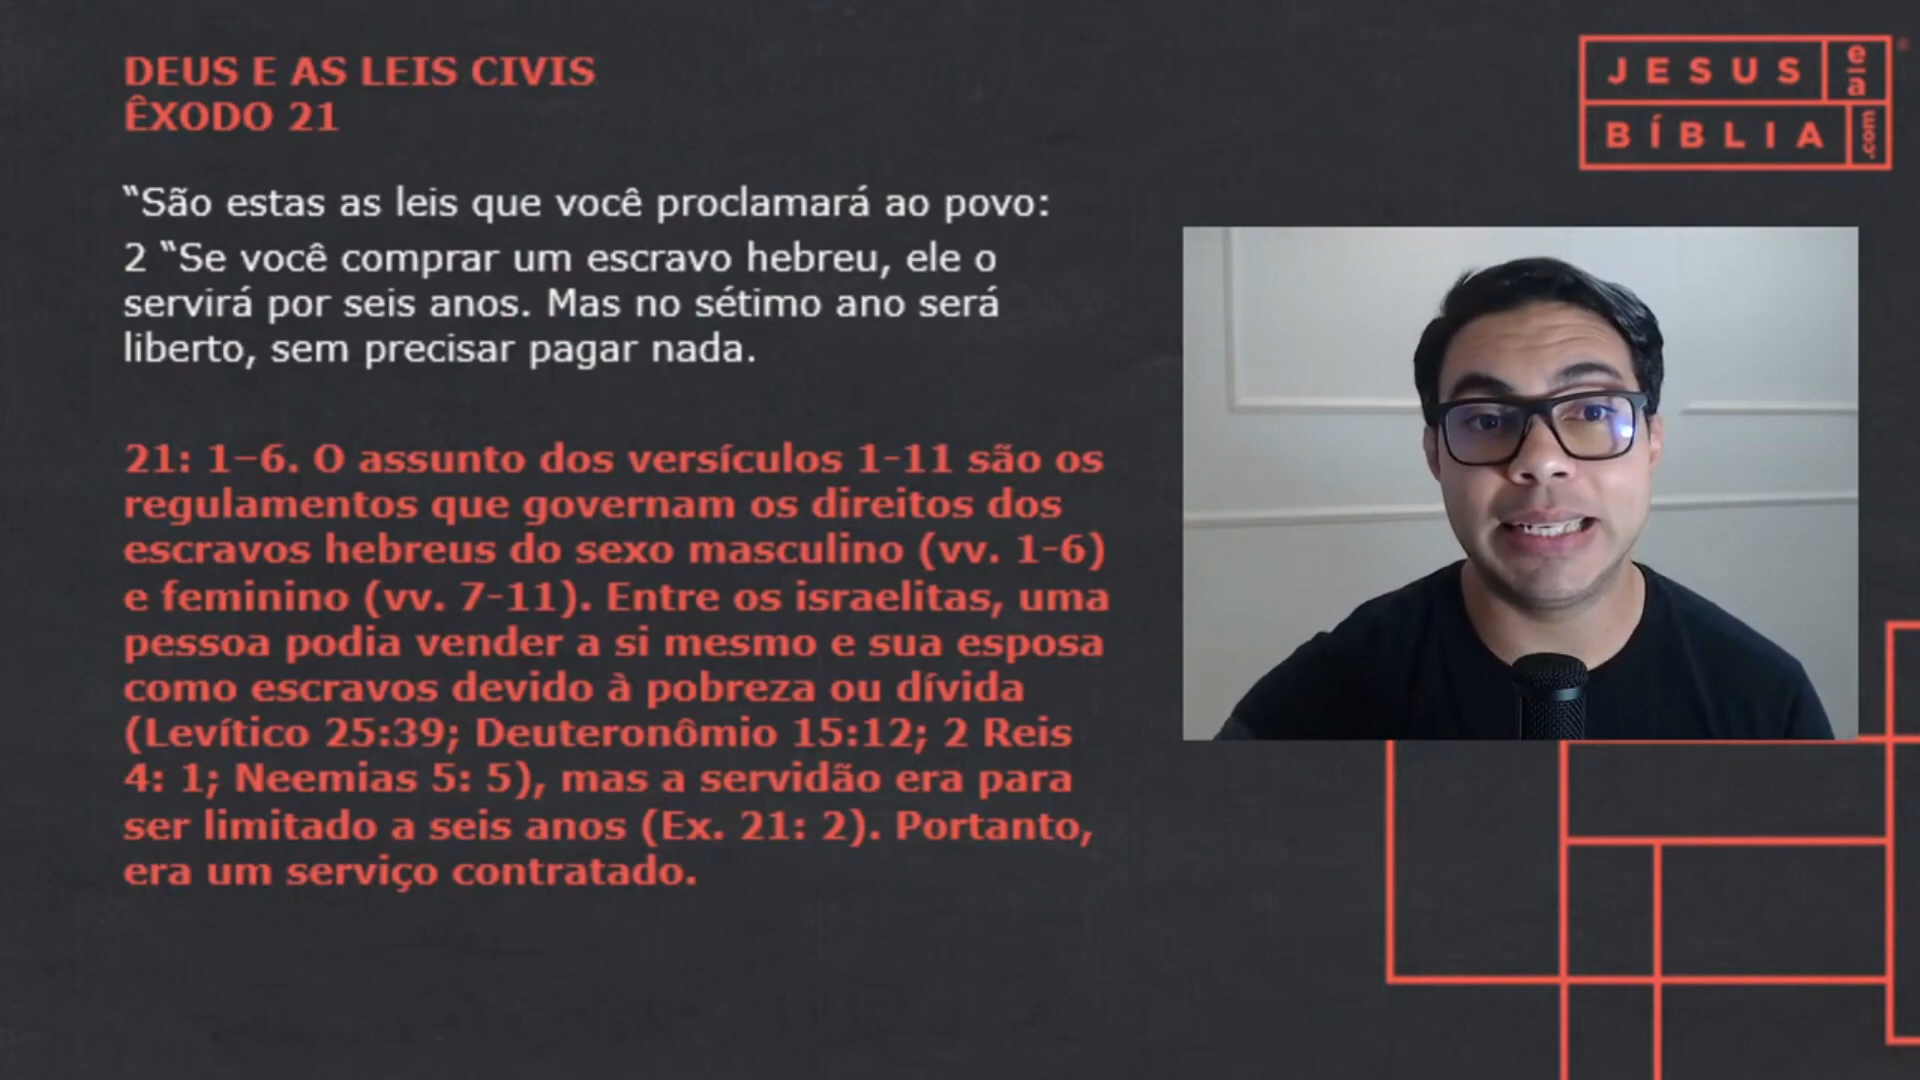 DEUS E AS LEIS CIVIS
ÊXODO 21
“São estas as leis que você proclamará ao povo:
2 “Se você comprar um escravo hebreu, ele o
servirá por seis anos. Mas no sétimo ano será
liberto, sem precisar pagar nada.
21: 1–6. O assunto dos versículos 1-11 são os
regulamentos que governam os direitos dos
escravos hebreus do sexo masculino (vv. 1-6)
e feminino (vv. 7-11). Entre os israelitas, uma
pessoa podia vender a si mesmo e sua esposa
como escravos devido à pobreza ou dívida
(Levítico 25:39; Deuteronômio 15:12; 2 Reis
4: 1; Neemias 5: 5), mas a servidão era para
ser limitado a seis anos (Ex. 21: 2). Portanto,
era um serviço contratado.
JESUS e a
BÍBLIA .com